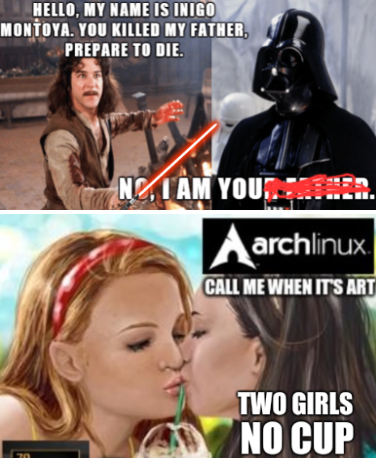 HELLO, MY NAME IS INIGO
MONTOYA. YOU KILLED MY FATHER,
PREPARE TO DIE.
NO, I AM YOUR
archlinux
CALL ME WHEN IT'S ART
TWO GIRLS
NO CUP